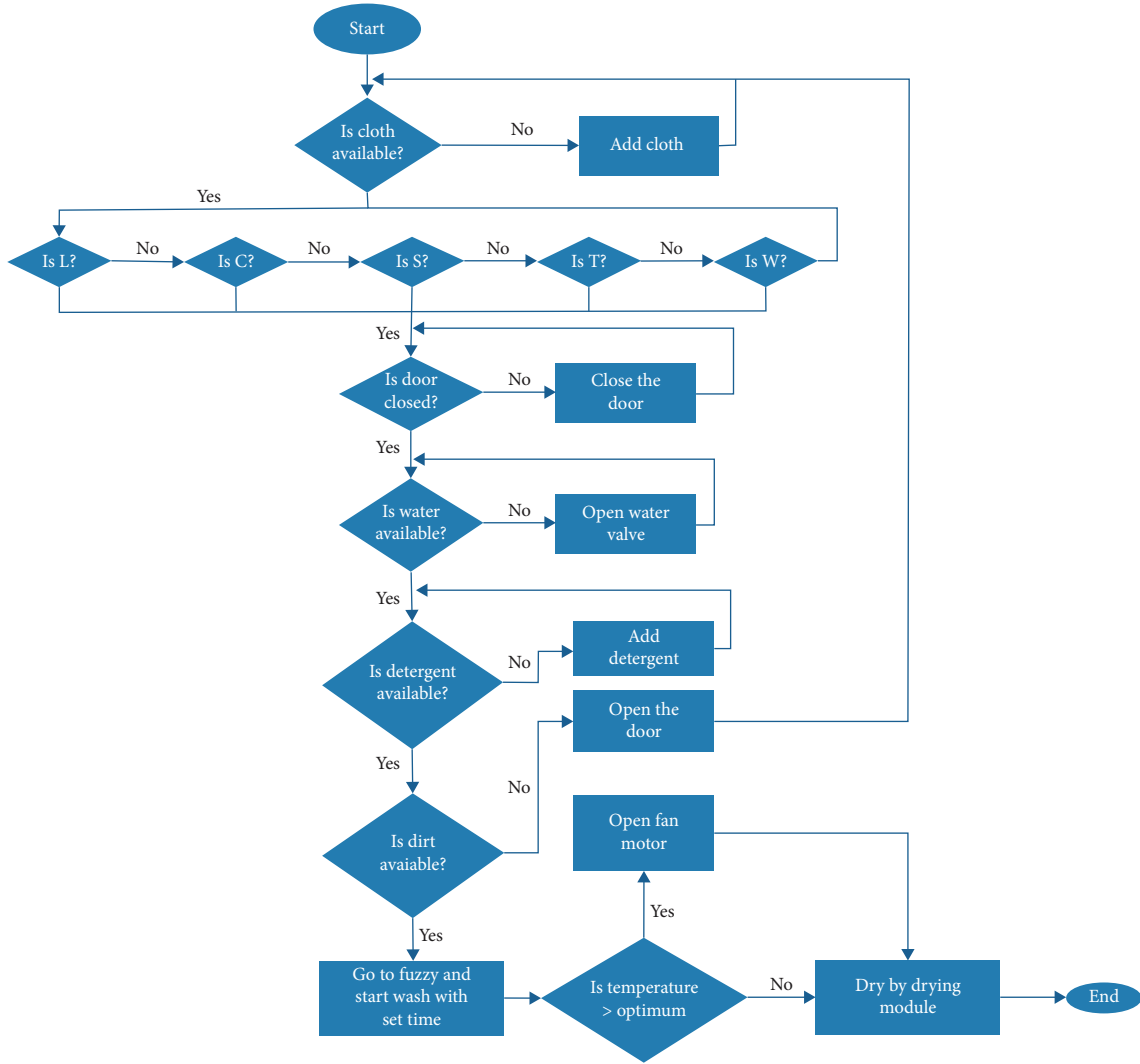 Start
Is cloth
available?
No
Add cloth
Yes
Is L?
No
Is C?
No
Is S?
No
Is T?
No
Is W?
Yes
Is door
closed?
No
Close the
door
Yes
Is water
available?
No
Open water
valve
Yes
Is detergent
available?
No
Add
detergent
Open the
door
Yes
No
Is dirt
avaiable?
Open fan
motor
Yes
Yes
Go to fuzzy and
start wash with
set time
Is temperature
> optimum
No
Dry by drying
module
End